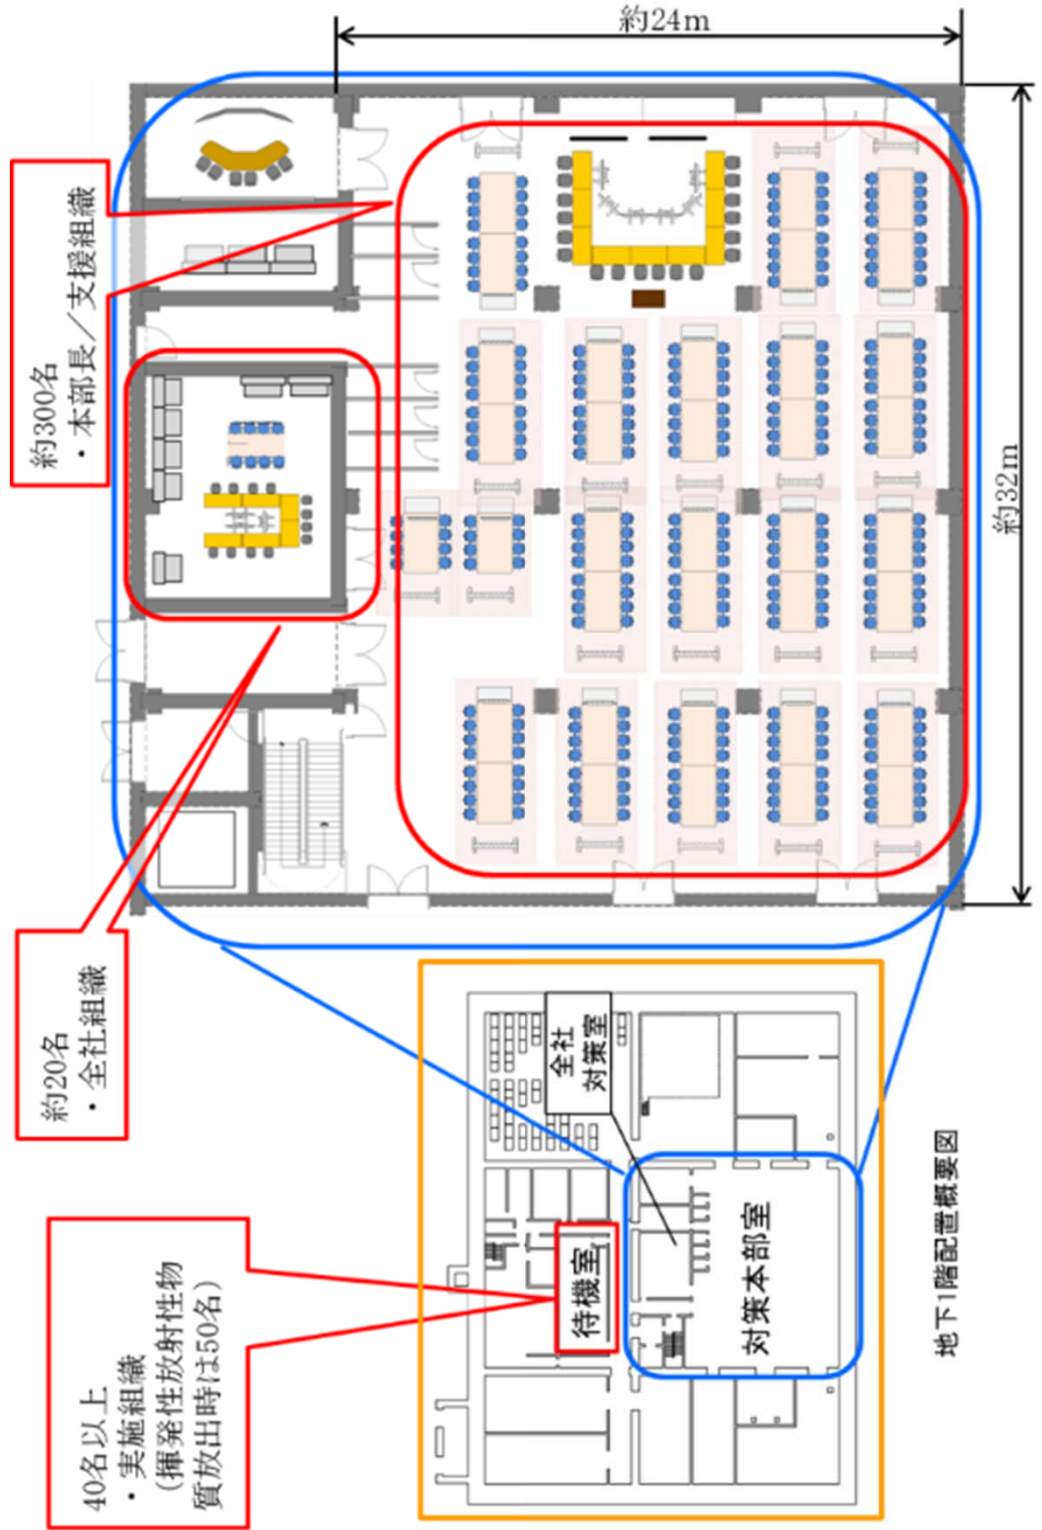 約24m
約32m
約300名
・本部長／支援組織
約20名
・全社組織
40名以上
・実施組織
（揮発性放射性物
質放出時は50名）
全社
対策室
待機室
対策本部室
地下1階配置概要図